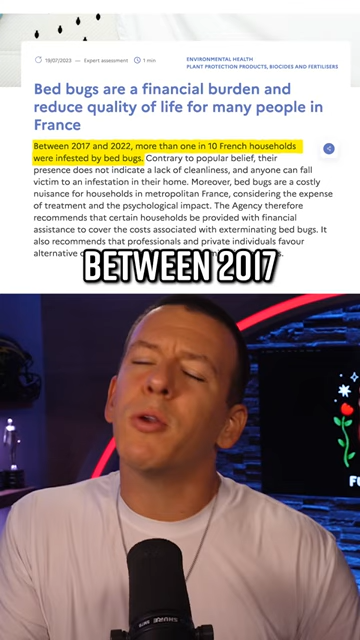 19/07/2023 — Expert assessment 1 min
ENVIRONMENTAL HEALTH
PLANT PROTECTION PRODUCTS, BIOCIDES AND FERTILISERS
Bed bugs are a financial burden and
reduce quality of life for many people in
France
Between 2017 and 2022, more than one in 10 French households
were infested by bed bugs. Contrary to popular belief, their
presence does not indicate a lack of cleanliness, and anyone can fall
victim to an infestation in their home. Moreover, bed bugs are a costly
nuisance for households in metropolitan France, considering the expense
of treatment and the psychological impact. The Agency therefore
recommends that certain households be provided with financial
assistance to cover the costs associated with exterminating bed bugs. It
also recommends that professionals and private individuals favour
alternative
BETWEEN 2017
SHURE